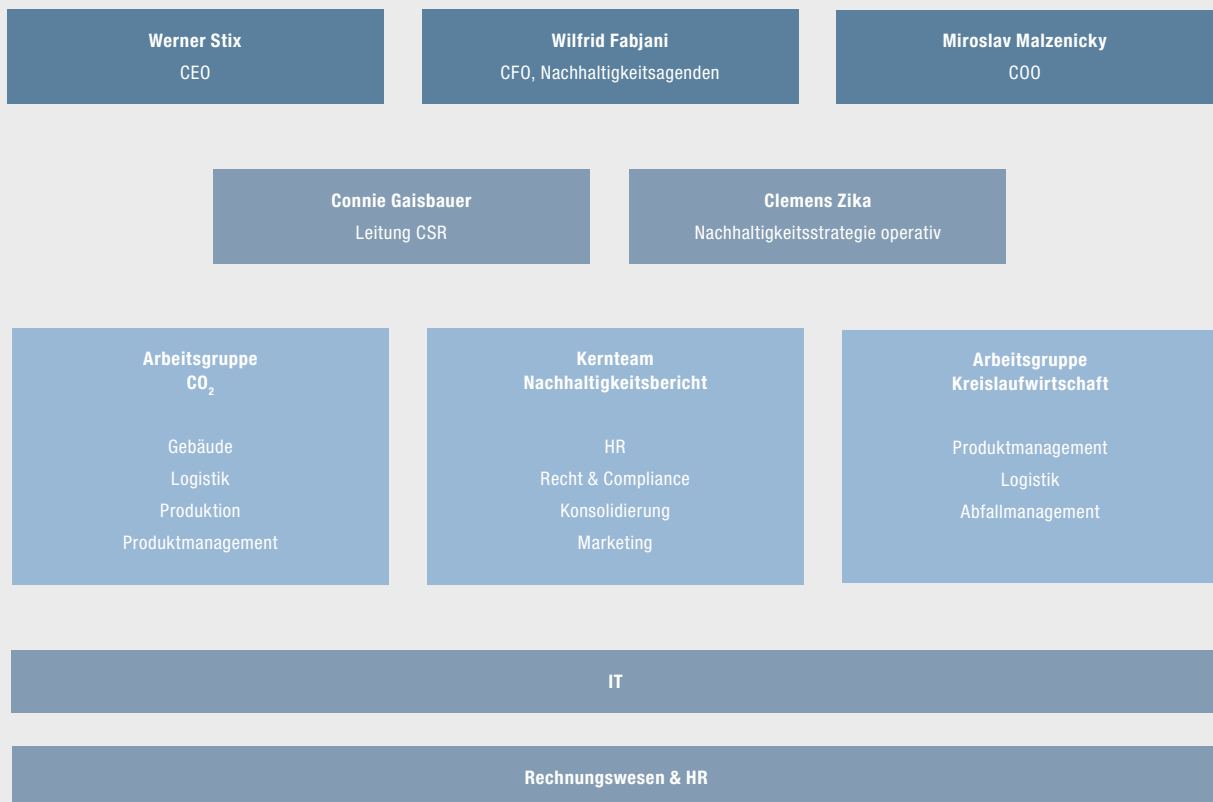 Werner Stix
CEO
Wilfrid Fabjani
CFO, Nachhaltigkeitsagenden
Miroslav Malzenicky
COO
Connie Gaisbauer
Leitung CSR
Clemens Zika
Nachhaltigkeitsstrategie operativ
Arbeitsgruppe
CO₂
Gebäude
Logistik
Produktion
Produktmanagement
Kernteam
Nachhaltigkeitsbericht
HR
Recht & Compliance
Konsolidierung
Marketing
Arbeitsgruppe
Kreislaufwirtschaft
Produktmanagement
Logistik
Abfallmanagement
IT
Rechnungswesen & HR